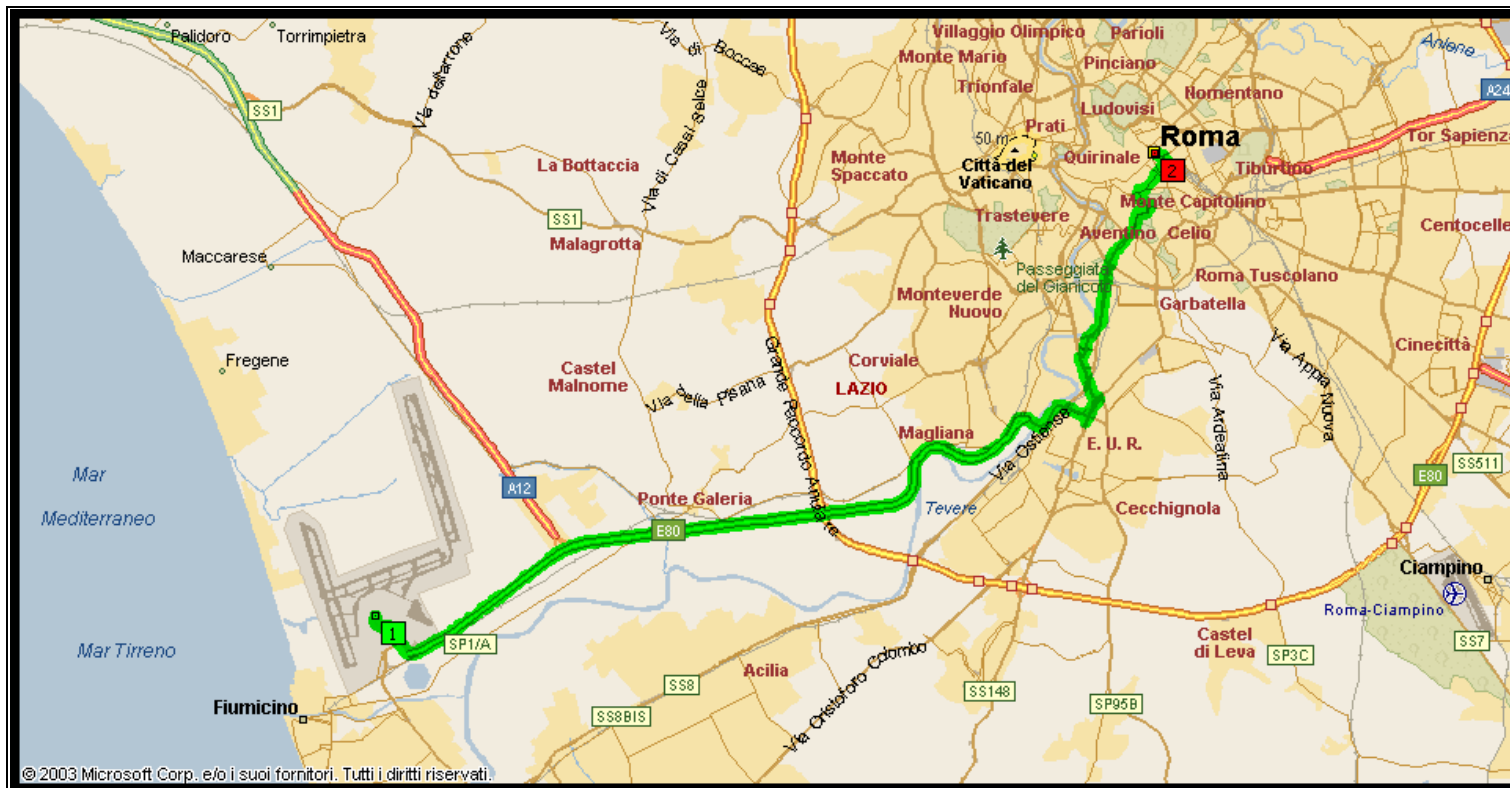 Palidoro
Torrimpietra
Via dell'arrone
Via di Boccea
Villaggio Olimpico
Parioli
Aniene
Monte Mario
Pinciano
Trionfale
Nomentano
A24
SS1
Ludovisi
Prati
50 m
Roma
Tor Sapienza
Via di Casal Selce
La Bottaccia
Monte
Spaccato
Città del
Vaticano
Quirinale
2
Tiburtino
Monte Capitolino
SS1
Trastevere
Malagrotta
Aventino
Celio
Centocelle
Maccarese
Passeggiata
del Gianicolo
Roma Tuscolano
Monteverde
Nuovo
Garbatella
Fregene
Castel
Malnome
Grande Raccordo Anulare
Corviale
Via Appia Nuova
Cinecittà
Via della Pisana
LAZIO
Via Ardeatina
Magliana
Via Ostiense
E. U. R.
Mar
Mediterraneo
A12
Ponte Galeria
E80
SS511
E80
Tevere
Cecchignola
Ciampino
Roma-Ciampino
1
SP1/A
Mar Tirreno
Castel
di Leva
SP3C
SS7
Acilia
Via Cristoforo Colombo
SS8
SS148
SP95B
Fiumicino
SS8BIS
© 2003 Microsoft Corp. e/o i suoi fornitori. Tutti i diritti riservati.